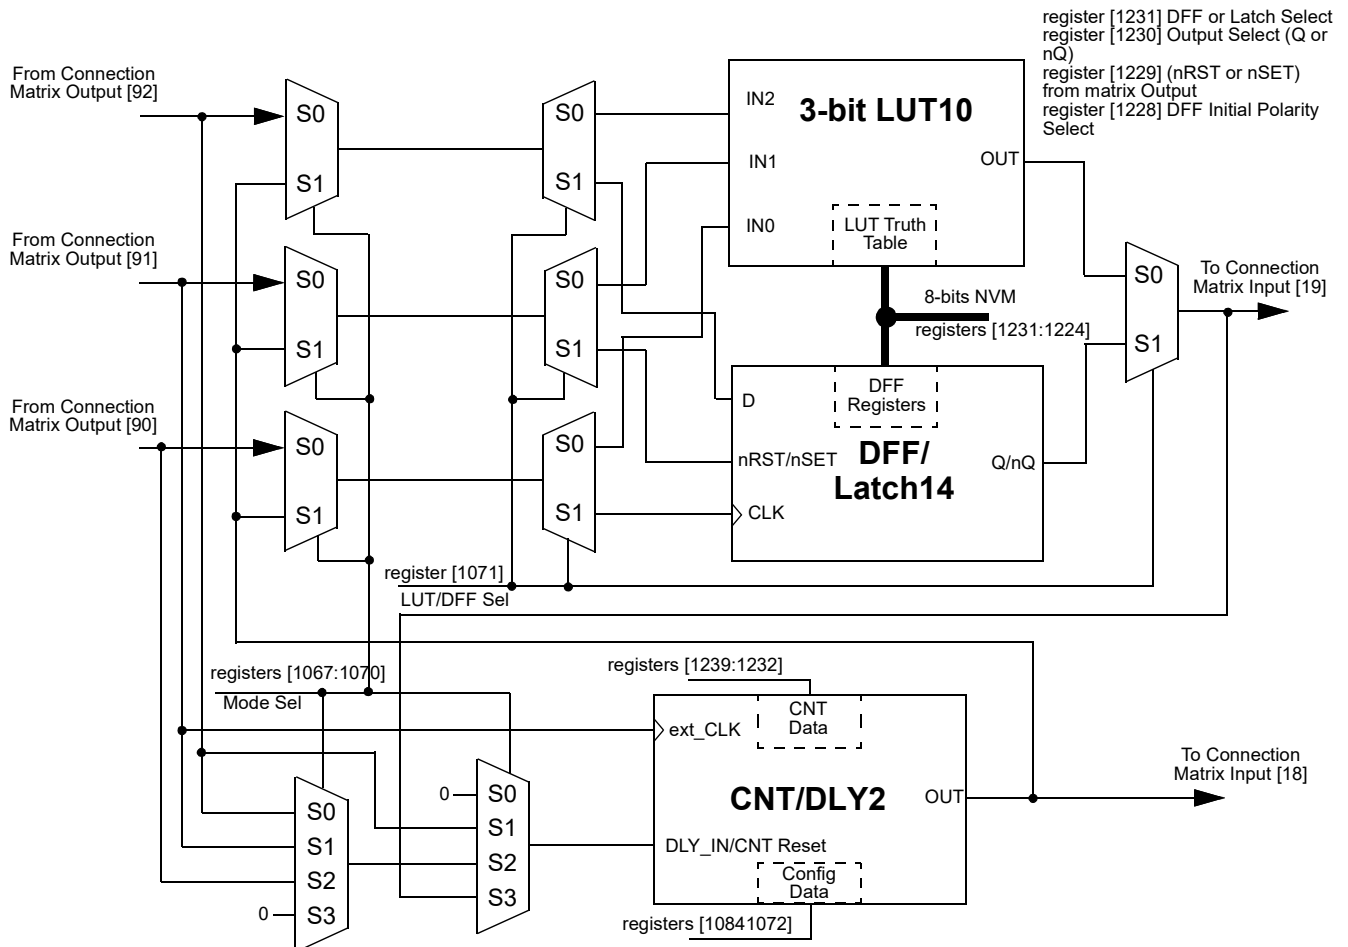 register [1231] DFF or Latch Select
register [1230] Output Select (Q or
nQ)
register [1229] (nRST or nSET)
from matrix Output
register [1228] DFF Initial Polarity
Select
From Connection
Matrix Output [92]
S0
S1
S0
S1
IN2
3-bit LUT10
IN1
OUT
IN0
LUT Truth
Table
From Connection
Matrix Output [91]
S0
S1
S0
S1
8-bits NVM
registers [1231:1224]
S0
S1
To Connection
Matrix Input [19]
From Connection
Matrix Output [90]
S0
S1
S0
S1
DFF
Registers
D
nRST/nSET
DFF/
Latch14
Q/nQ
CLK
register [1071]
LUT/DFF Sel
registers [1067:1070]
Mode Sel
registers [1239:1232]
CNT
Data
ext_CLK
CNT/DLY2
OUT
To Connection
Matrix Input [18]
DLY_IN/CNT Reset
Config
Data
registers [10841072]
0
S0
S1
S2
S3
S0
S1
S2
0
S3